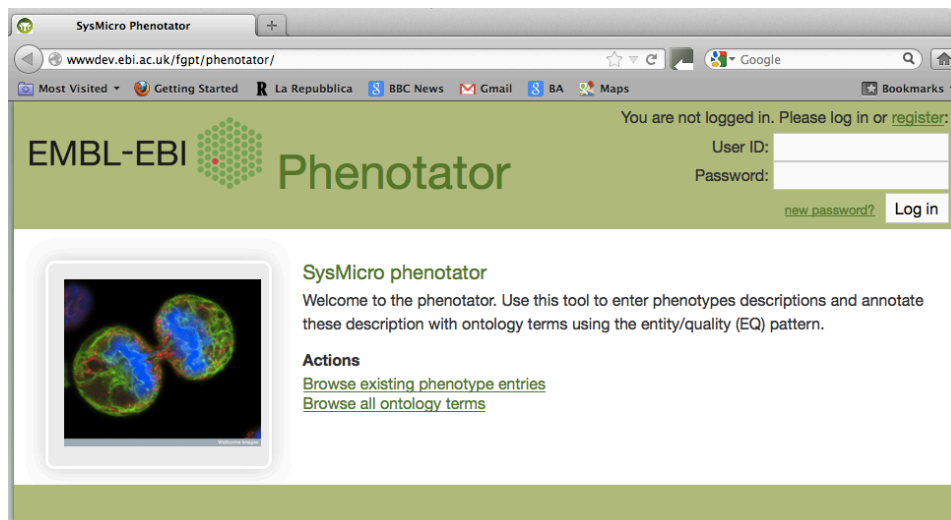 SysMicro Phenotator
wwwdev.ebi.ac.uk/fgpt/phenotator/
Google
Most Visited
Getting Started
R La Repubblica
8 BBC News
Gmail
8 BA
Maps
Bookmarks
You are not logged in. Please log in or register:
EMBL-EBI
Phenotator
User ID:
Password:
new password?
Log in
SysMicro phenotator
Welcome to the phenotator. Use this tool to enter phenotypes descriptions and annotate
these description with ontology terms using the entity/quality (EQ) pattern.
Actions
Browse existing phenotype entries
Browse all ontology terms
Wellcome Images